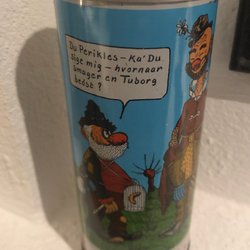 Du Perikles - Ka' Du
sige mig - hvornaar
smager en Tuborg
bedst?